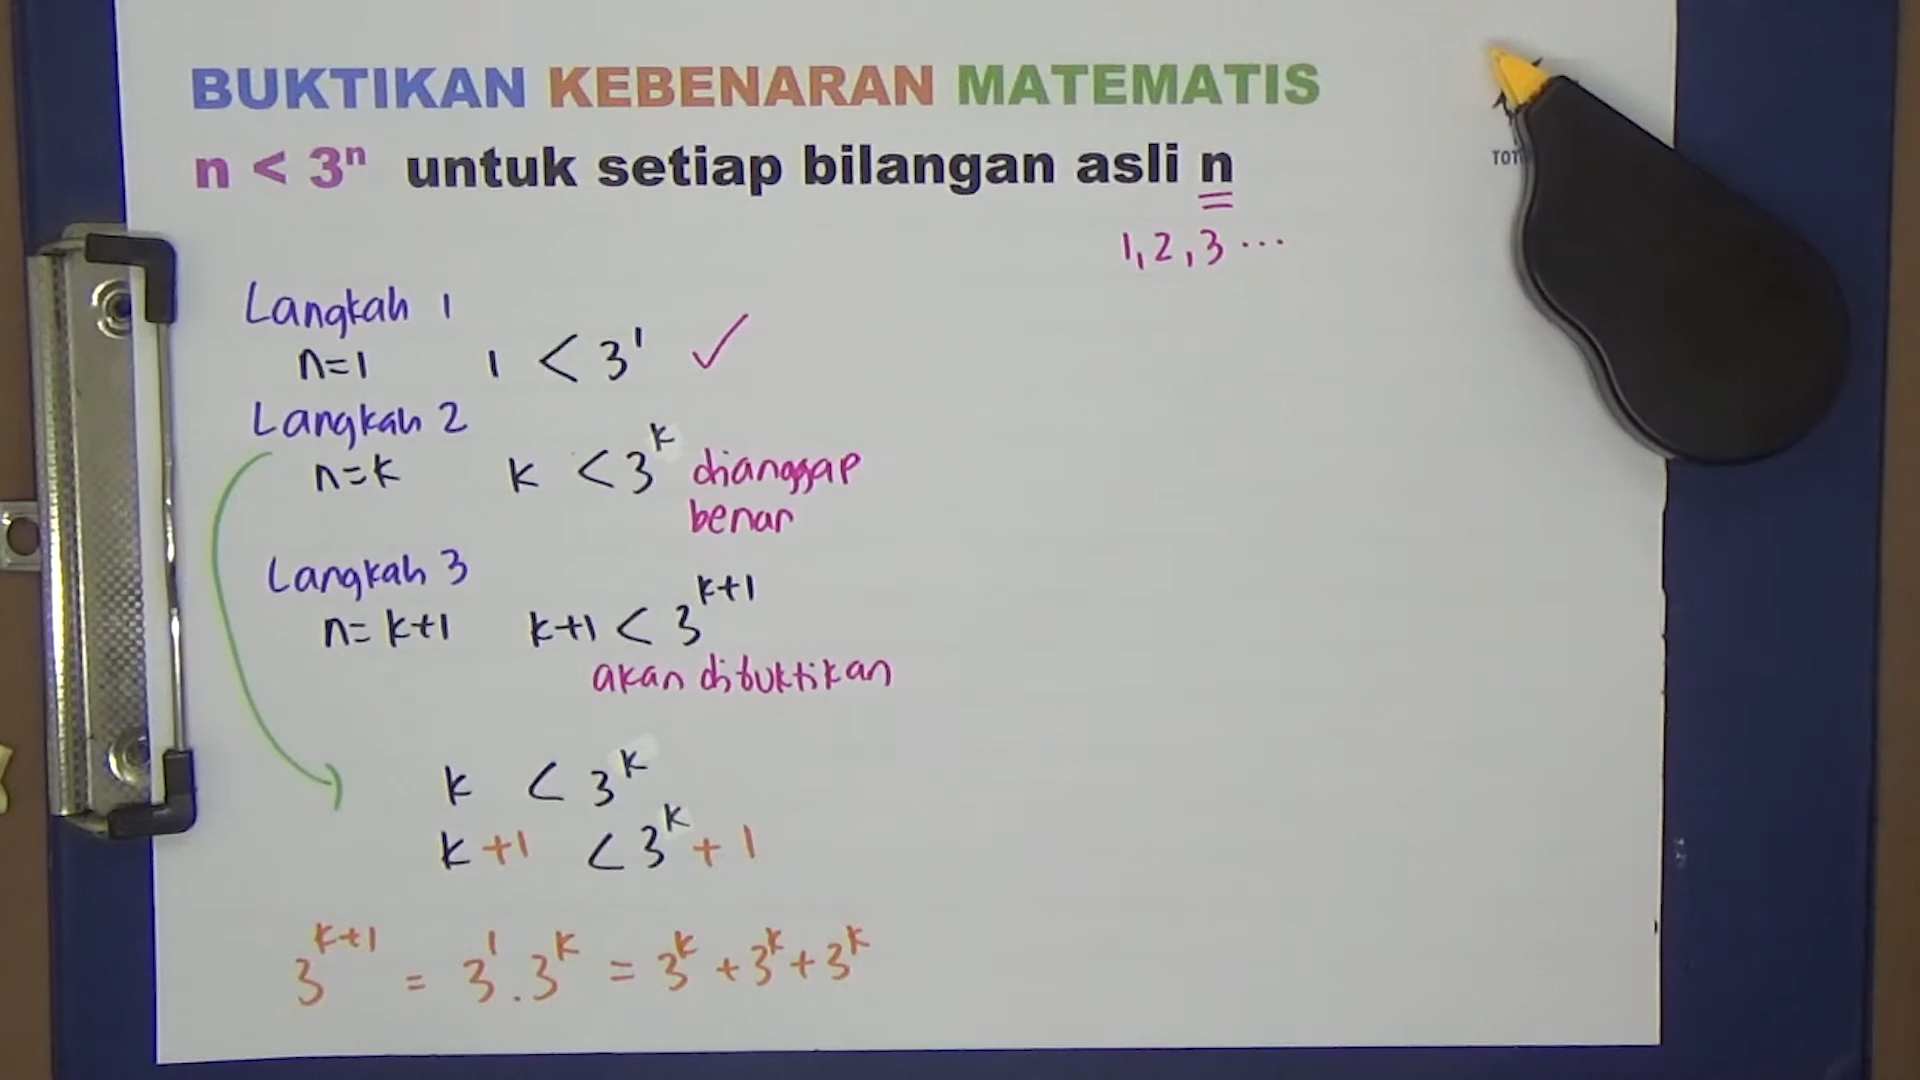 BUKTIKAN KEBENARAN MATEMATIS
n < 3ⁿ untuk setiap bilangan asli n
1, 2, 3 ...
Langkah 1
n=1 1 < 3¹ ✓
Langkah 2
n=k k < 3ᵏ dianggap
benar
Langkah 3
n= k+1 k+1 < 3ᵏ⁺¹
akan dibuktikan
k < 3ᵏ
k +1 < 3ᵏ + 1
3ᵏ⁺¹ = 3¹ . 3ᵏ = 3ᵏ + 3ᵏ + 3ᵏ